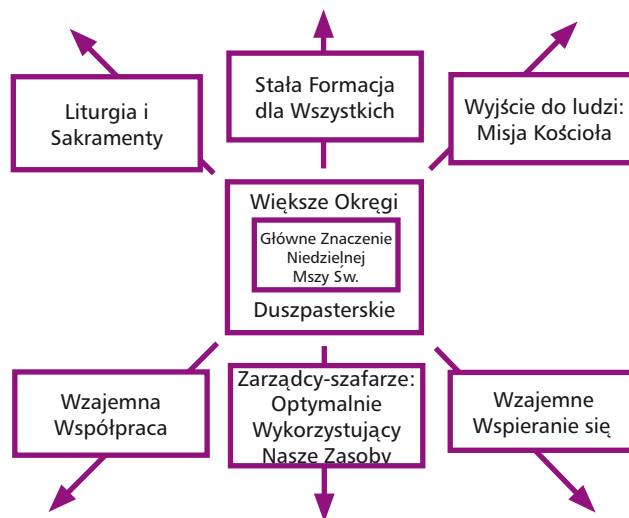 Liturgia i
Sakramenty
Stała Formacja
dla Wszystkich
Wyjście do ludzi:
Misja Kościoła
Większe Okręgi
Główne Znaczenie
Niedzielnej
Mszy Św.
Duszpasterskie
Wzajemna
Współpraca
Zarządcy-szafarze:
Optymalnie
Wykorzystujący
Nasze Zasoby
Wzajemne
Wspieranie się